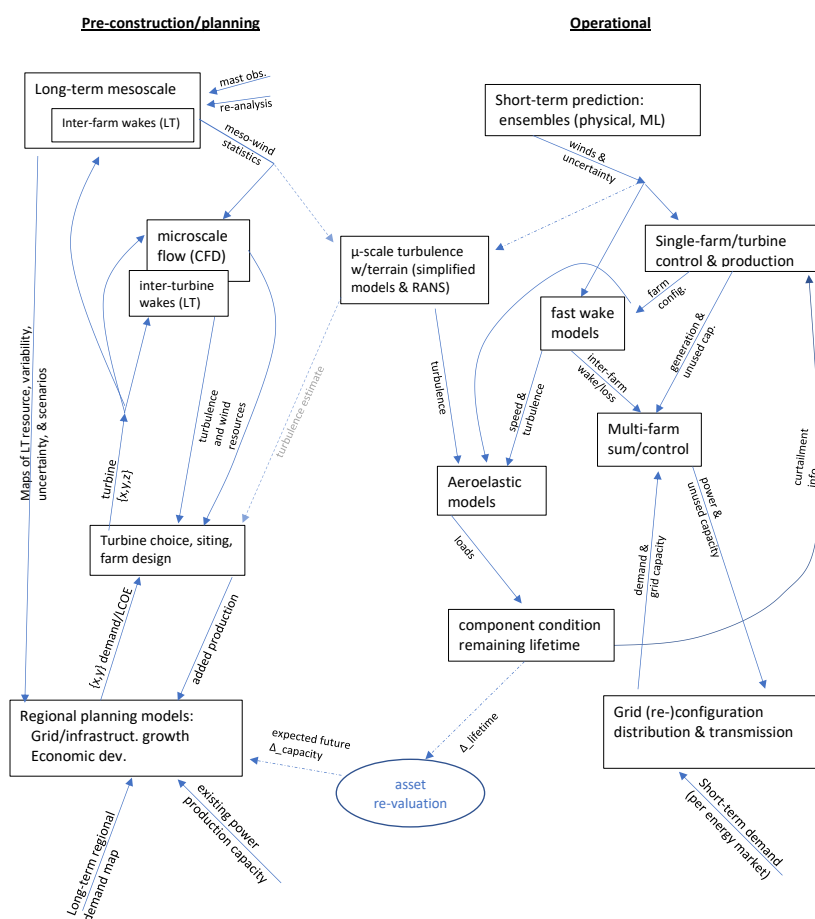 Pre-construction/planning
Operational
Long-term mesoscale
Inter-farm wakes (LT)
mast obs.
re-analysis
meso-wind
statistics
Short-term prediction:
ensembles (physical, ML)
winds &
uncertainty
microscale
flow (CFD)
inter-turbine
wakes (LT)
μ-scale turbulence
w/terrain (simplified
models & RANS)
Single-farm/turbine
control & production
farm
config.
fast wake
models
generation &
unused cap.
inter-farm
wake/loss
speed &
turbulence
turbulence
turbulence estimate
turbulence
and wind
resources
Maps of LT resource, variability,
uncertainty, & scenarios
turbine
{x,y,z}
Multi-farm
sum/control
curtailment
info
Aeroelastic
models
power &
unused capacity
demand &
grid capacity
loads
Turbine choice, siting,
farm design
{x,y} demand/LCOE
added production
component condition
remaining lifetime
Regional planning models:
Grid/infrastruct. growth
Economic dev.
expected future
Δ_capacity
Δ_lifetime
asset
re-valuation
Grid (re-)configuration
distribution & transmission
existing power
production capacity
Long-term regional
demand map
Short-term demand
(per energy market)